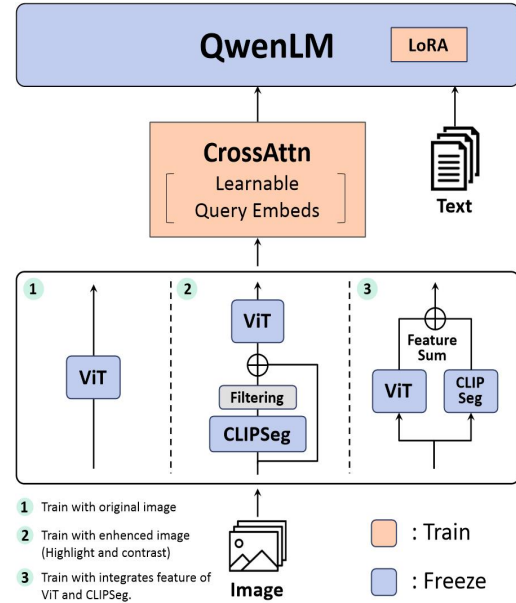 QwenLM
LoRA
CrossAttn
Learnable
Query Embeds
Text
1
2
3
ViT
ViT
Filtering
CLIPSeg
Feature
Sum
ViT
CLIP
Seg
1 Train with original image
2 Train with enhenced image
(Highlight and contrast)
3 Train with integrates feature of
ViT and CLIPSeg.
Image
: Train
: Freeze